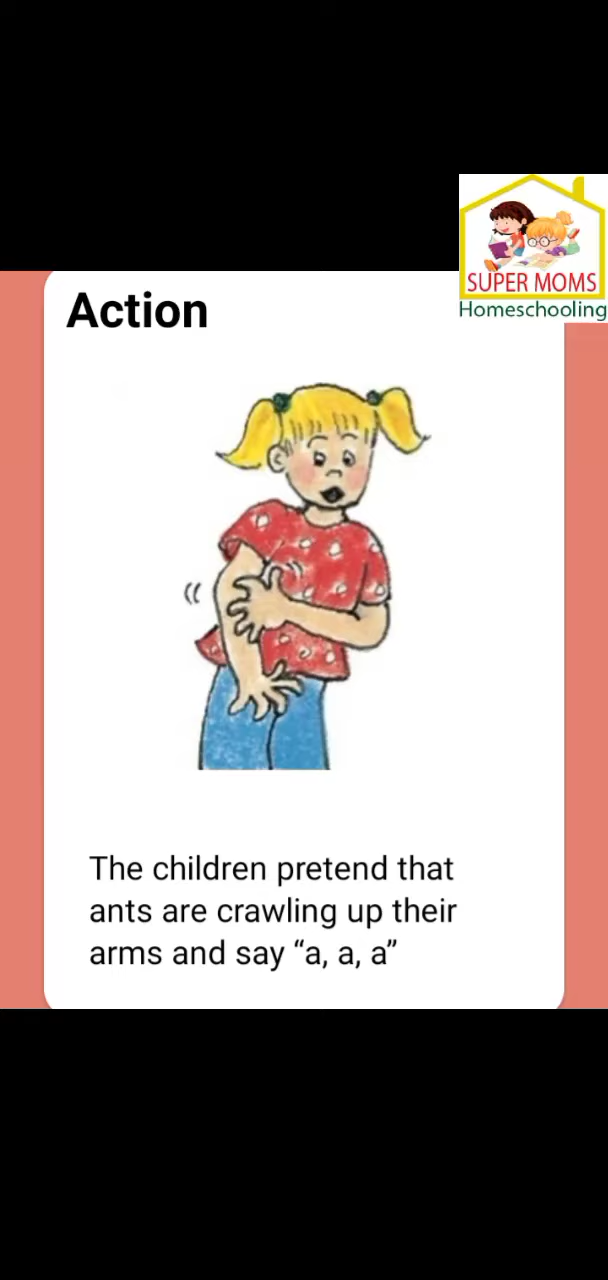 SUPER MOMS
Homeschooling
Action
The children pretend that
ants are crawling up their
arms and say “a, a, a”